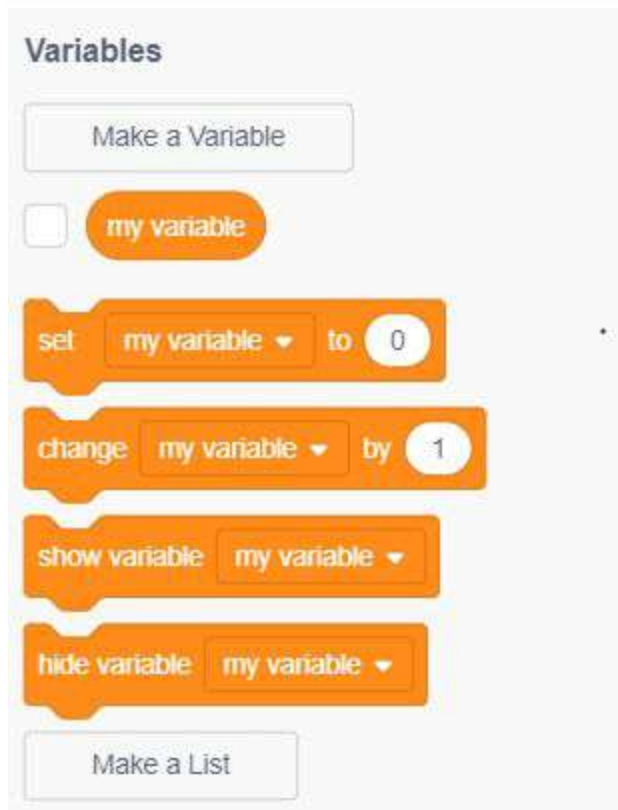 Variables
Make a Variable
my variable
set my variable to 0
change my variable by 1
show variable my variable
hide variable my variable
Make a List